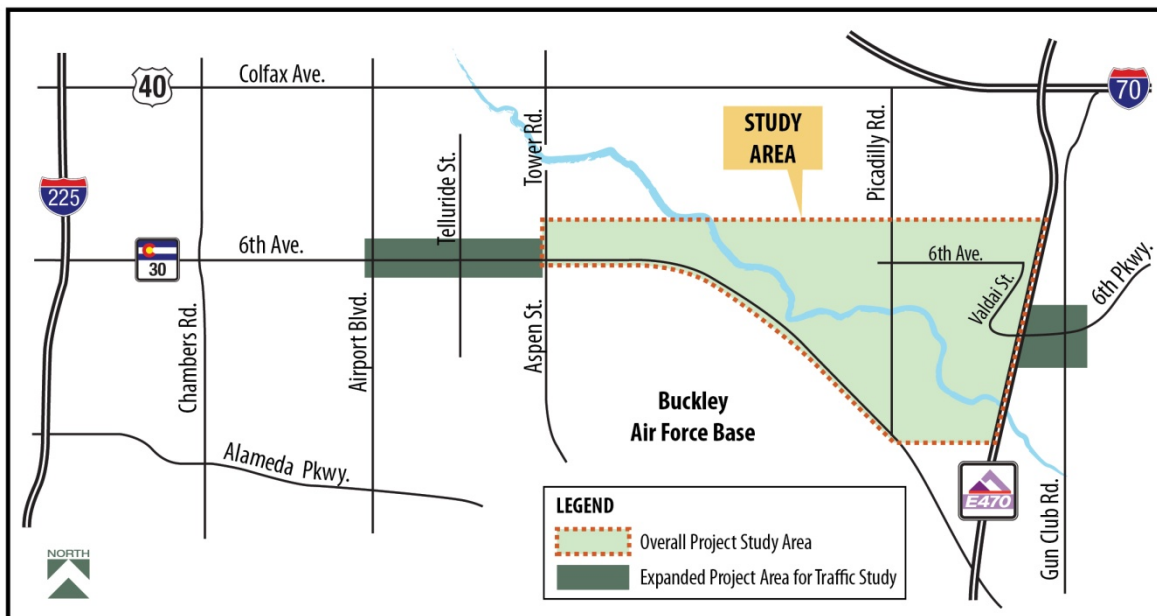 Colfax Ave.
40
70
STUDY
AREA
Tower Rd.
Picadilly Rd.
Telluride St.
225
6th Ave.
30
6th Ave.
Valdai St.
6th Pkwy.
Chambers Rd.
Airport Blvd.
Aspen St.
Buckley
Air Force Base
Alameda Pkwy.
E470
Gun Club Rd.
LEGEND
Overall Project Study Area
Expanded Project Area for Traffic Study
NORTH